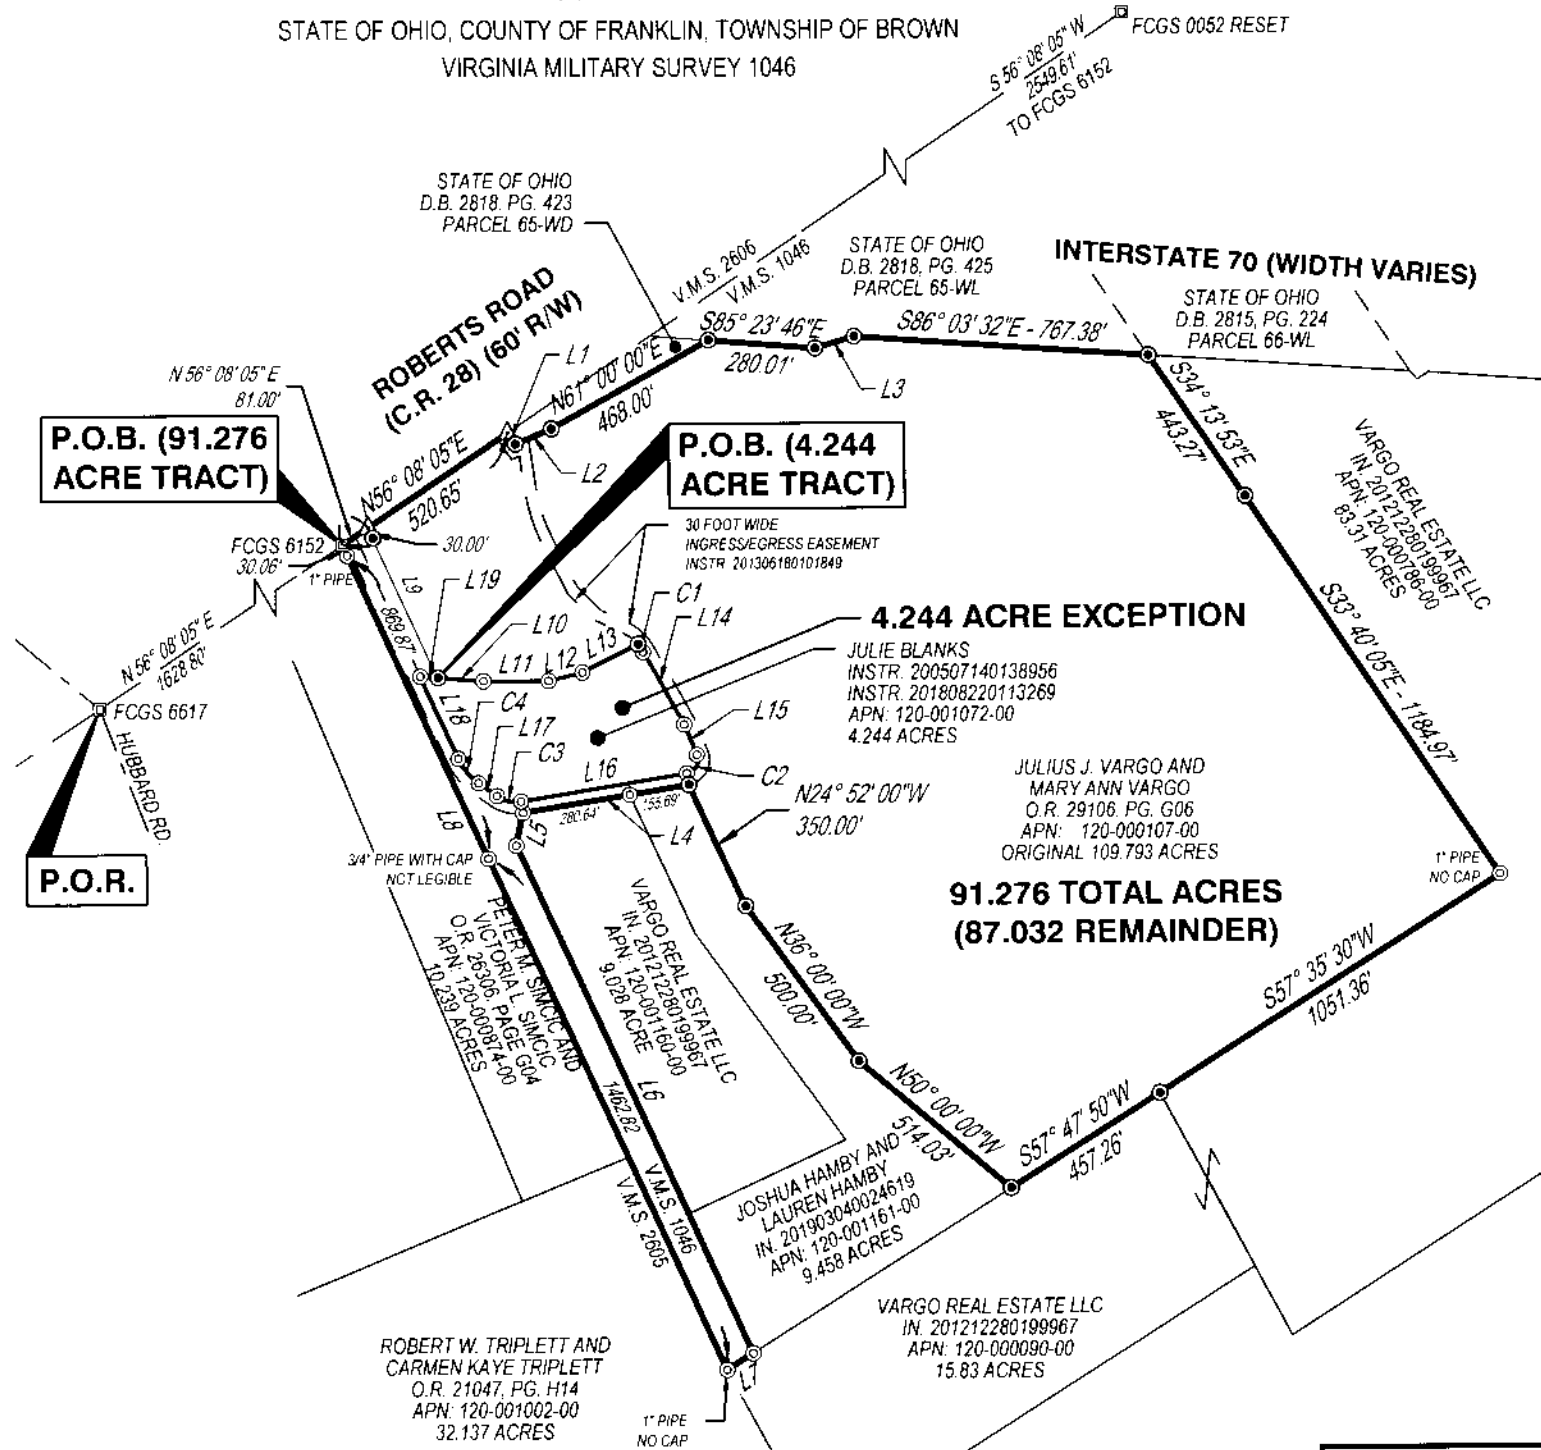 STATE OF OHIO, COUNTY OF FRANKLIN, TOWNSHIP OF BROWN
VIRGINIA MILITARY SURVEY 1046
FCGS 0052 RESET
S 56° 08' 05" W
2549.61'
TO FCGS 6152
STATE OF OHIO
D.B. 2818. PG. 423
PARCEL 65-WD
V.M.S. 2606
V.M.S. 1046
STATE OF OHIO
D.B. 2818, PG. 425
PARCEL 65-WL
INTERSTATE 70 (WIDTH VARIES)
STATE OF OHIO
D.B. 2815, PG. 224
PARCEL 66-WL
ROBERTS ROAD
(C.R. 28) (60' R/W)
L1
N61° 00' 00"E
468.00'
S85° 23' 46"E
280.01'
L3
S86° 03' 32"E - 767.38'
S34° 13' 53"E
443.27'
N 56° 08' 05" E
81.00'
P.O.B. (91.276
ACRE TRACT)
N56° 08' 05"E
520.65'
L2
P.O.B. (4.244
ACRE TRACT)
VARGO REAL ESTATE LLC
IN. 201212280199967
APN: 120-000786-00
83.31 ACRES
FCGS 6152
30.06'
1" PIPE
30.00'
30 FOOT WIDE
INGRESS/EGRESS EASEMENT
INSTR. 201306180101849
L9
L19
869.87'
L10
L11
L12
L13
C1
L14
4.244 ACRE EXCEPTION
JULIE BLANKS
INSTR. 200507140138956
INSTR. 201808220113269
APN: 120-001072-00
4.244 ACRES
S33° 40' 05"E - 1184.97'
N 56° 08' 05" E
1628.80'
FCGS 6617
HUBBARD RD.
P.O.R.
L18
C4
L17
C3
L16
L15
C2
280.64'
155.69'
L4
L5
L8
N24° 52' 00"W
350.00'
JULIUS J. VARGO AND
MARY ANN VARGO
O.R. 29106. PG. G06
APN: 120-000107-00
ORIGINAL 109.793 ACRES
1" PIPE
NO CAP
3/4" PIPE WITH CAP
NOT LEGIBLE
91.276 TOTAL ACRES
(87.032 REMAINDER)
PETER M. SIMCIC AND
VICTORIA L. SIMCIC
O.R. 26306, PAGE G04
APN: 120-000874-00
10.239 ACRES
VARGO REAL ESTATE LLC
IN. 201212280199967
APN: 120-001160-00
9.028 ACRE
N36° 00' 00"W
500.00'
S57° 35' 30"W
1051.36'
L6
1462.82
N50° 00' 00"W
514.03'
S57° 47' 50"W
457.26'
V.M.S. 1046
V.M.S. 2605
JOSHUA HAMBY AND
LAUREN HAMBY
IN. 201903040024619
APN: 120-001161-00
9.458 ACRES
VARGO REAL ESTATE LLC
IN. 201212280199967
APN: 120-000090-00
15.83 ACRES
ROBERT W. TRIPLETT AND
CARMEN KAYE TRIPLETT
O.R. 21047, PG. H14
APN: 120-001002-00
32.137 ACRES
L7
1" PIPE
NO CAP